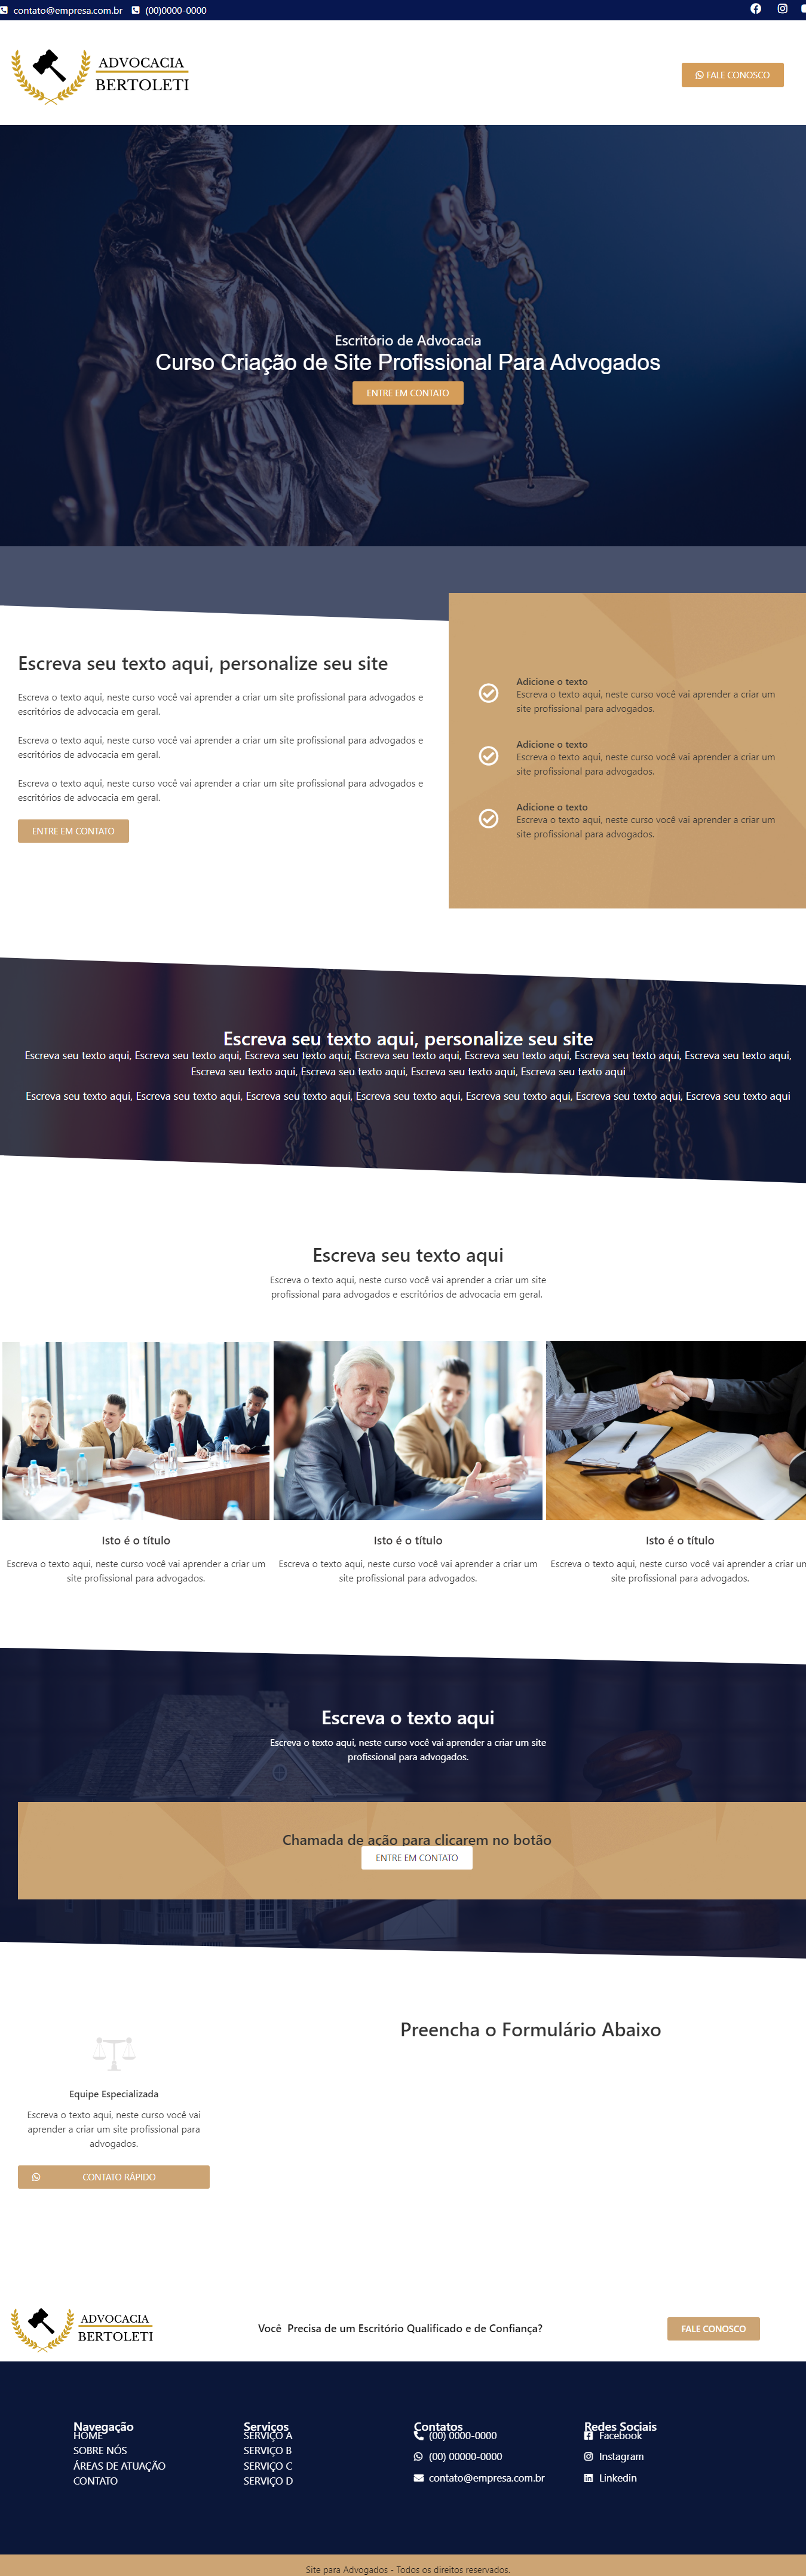 contato@empresa.com.br (00)0000-0000
ADVOCACIA
BERTOLETI
FALE CONOSCO
Escritório de Advocacia
Curso Criação de Site Profissional Para Advogados
ENTRE EM CONTATO
Escreva seu texto aqui, personalize seu site
Escreva o texto aqui, neste curso você vai aprender a criar um site profissional para advogados e
escritórios de advocacia em geral.
Escreva o texto aqui, neste curso você vai aprender a criar um site profissional para advogados e
escritórios de advocacia em geral.
Escreva o texto aqui, neste curso você vai aprender a criar um site profissional para advogados e
escritórios de advocacia em geral.
ENTRE EM CONTATO
Adicione o texto
Escreva o texto aqui, neste curso você vai aprender a criar um
site profissional para advogados.
Adicione o texto
Escreva o texto aqui, neste curso você vai aprender a criar um
site profissional para advogados.
Adicione o texto
Escreva o texto aqui, neste curso você vai aprender a criar um
site profissional para advogados.
Escreva seu texto aqui, personalize seu site
Escreva seu texto aqui, Escreva seu texto aqui, Escreva seu texto aqui, Escreva seu texto aqui, Escreva seu texto aqui, Escreva seu texto aqui, Escreva seu texto aqui,
Escreva seu texto aqui, Escreva seu texto aqui, Escreva seu texto aqui, Escreva seu texto aqui
Escreva seu texto aqui, Escreva seu texto aqui, Escreva seu texto aqui, Escreva seu texto aqui, Escreva seu texto aqui, Escreva seu texto aqui, Escreva seu texto aqui
Escreva seu texto aqui
Escreva o texto aqui, neste curso você vai aprender a criar um site
profissional para advogados e escritórios de advocacia em geral.
Isto é o título
Escreva o texto aqui, neste curso você vai aprender a criar um
site profissional para advogados.
Isto é o título
Escreva o texto aqui, neste curso você vai aprender a criar um
site profissional para advogados.
Isto é o título
Escreva o texto aqui, neste curso você vai aprender a criar um
site profissional para advogados.
Escreva o texto aqui
Escreva o texto aqui, neste curso você vai aprender a criar um site
profissional para advogados.
Chamada de ação para clicarem no botão
ENTRE EM CONTATO
Preencha o Formulário Abaixo
Equipe Especializada
Escreva o texto aqui, neste curso você vai
aprender a criar um site profissional para
advogados.
CONTATO RÁPIDO
ADVOCACIA
BERTOLETI
Você Precisa de um Escritório Qualificado e de Confiança?
FALE CONOSCO
Navegação
HOME
SOBRE NÓS
ÁREAS DE ATUAÇÃO
CONTATO
Serviços
SERVIÇO A
SERVIÇO B
SERVIÇO C
SERVIÇO D
Contatos
(00) 0000-0000
(00) 00000-0000
contato@empresa.com.br
Redes Sociais
Facebook
Instagram
Linkedin
Site para Advogados - Todos os direitos reservados.